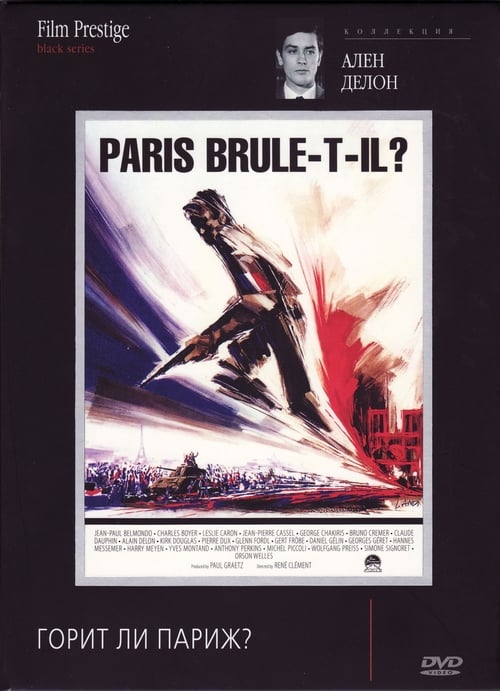 Film Prestige
black series
КОЛЛЕКЦИЯ
АЛЕН
ДЕЛОН
PARIS BRULE-T-IL?
JEAN-PAUL BELMONDO • CHARLES BOYER • LESLIE CARON • JEAN-PIERRE CASSEL • GEORGE CHAKIRIS • BRUNO CREMER • CLAUDE
DAUPHIN • ALAIN DELON • KIRK DOUGLAS • PIERRE DUX • GLENN FORD • GERT FRÖBE • DANIEL GÉLIN • GEORGES GÉRET • HANNES
MESSEMER • HARRY MEYEN • YVES MONTAND • ANTHONY PERKINS • MICHEL PICCOLI • WOLFGANG PREISS • SIMONE SIGNORET •
ORSON WELLES
Produced by PAUL GRAETZ Directed by RENÉ CLÉMENT
ГОРИТ ЛИ ПАРИЖ?
DVD
VIDEO